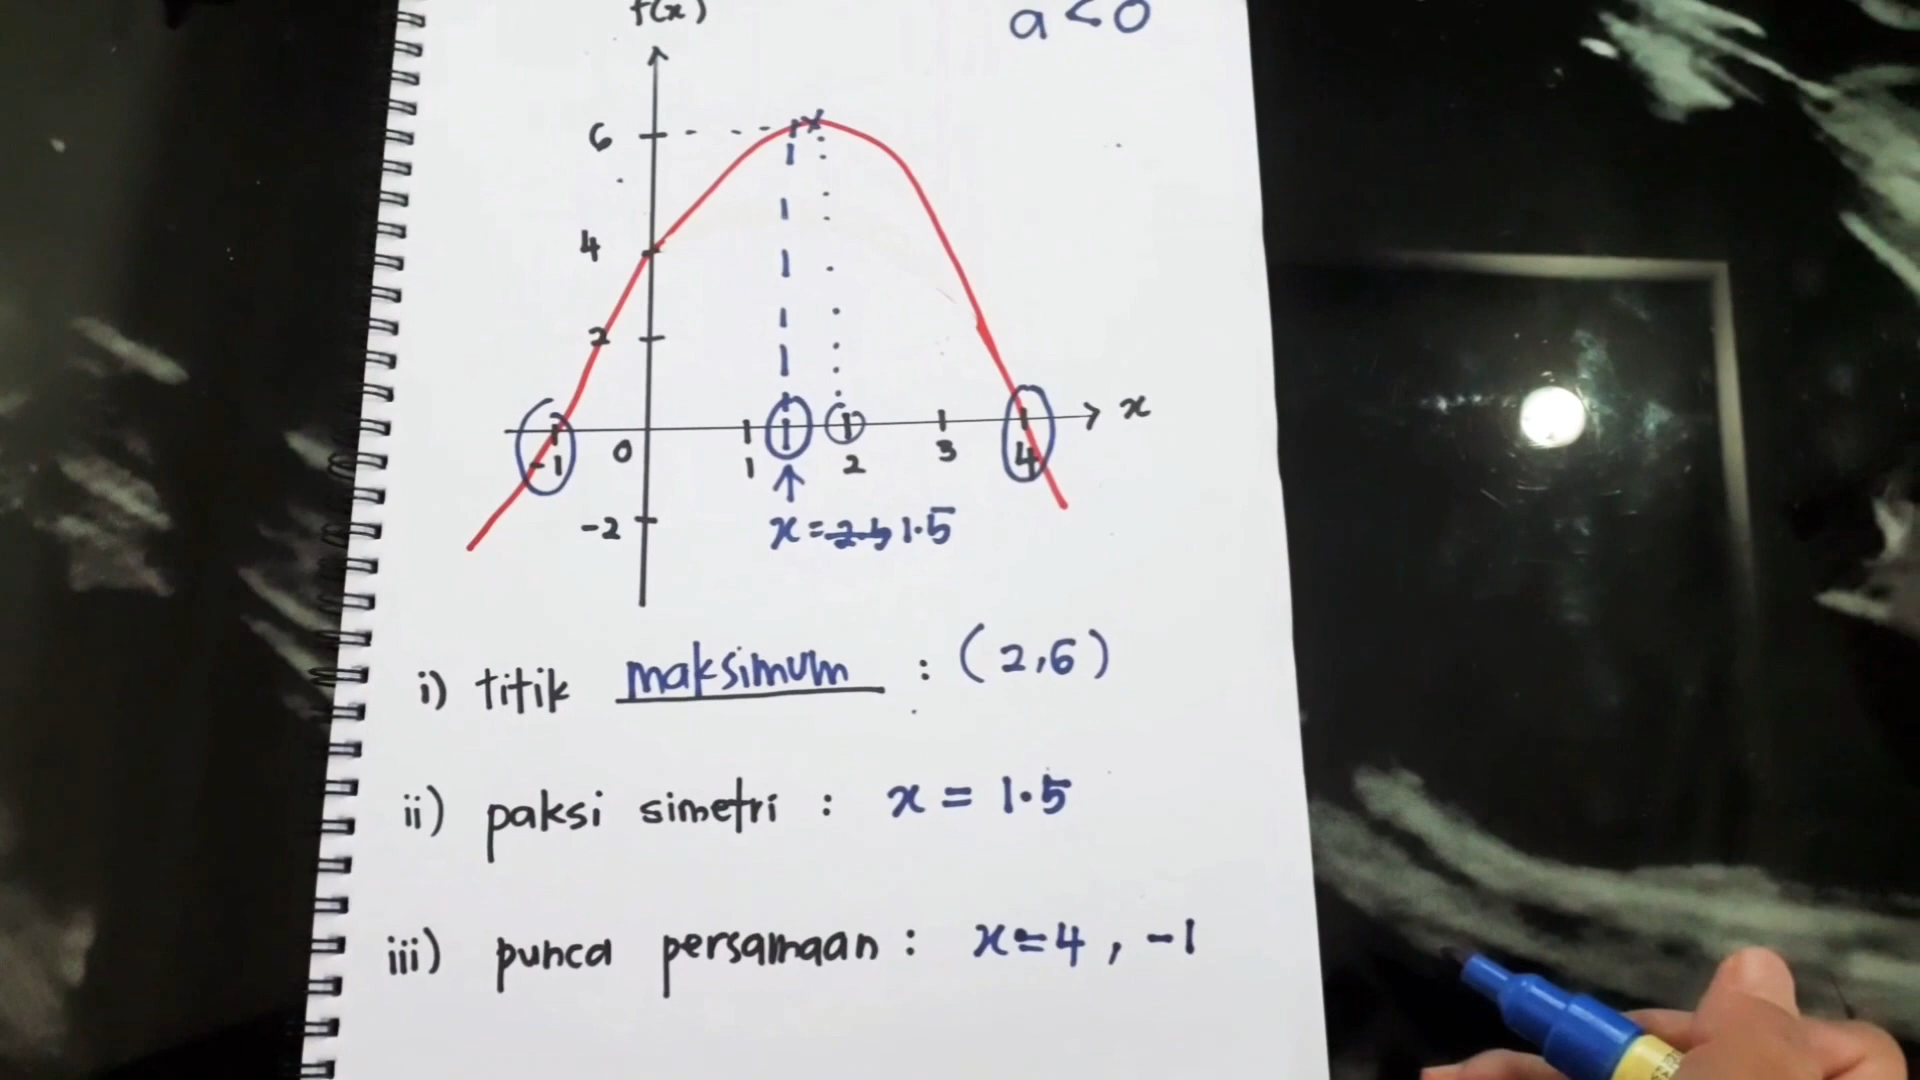 f(x)
a < 0
6
4
2
-1 0 1 2 3 4 x
-2
x = 2.5 1.5
i) titik maksimum : (2,6)
ii) paksi simetri : x = 1.5
iii) punca persamaan : x = 4 , -1